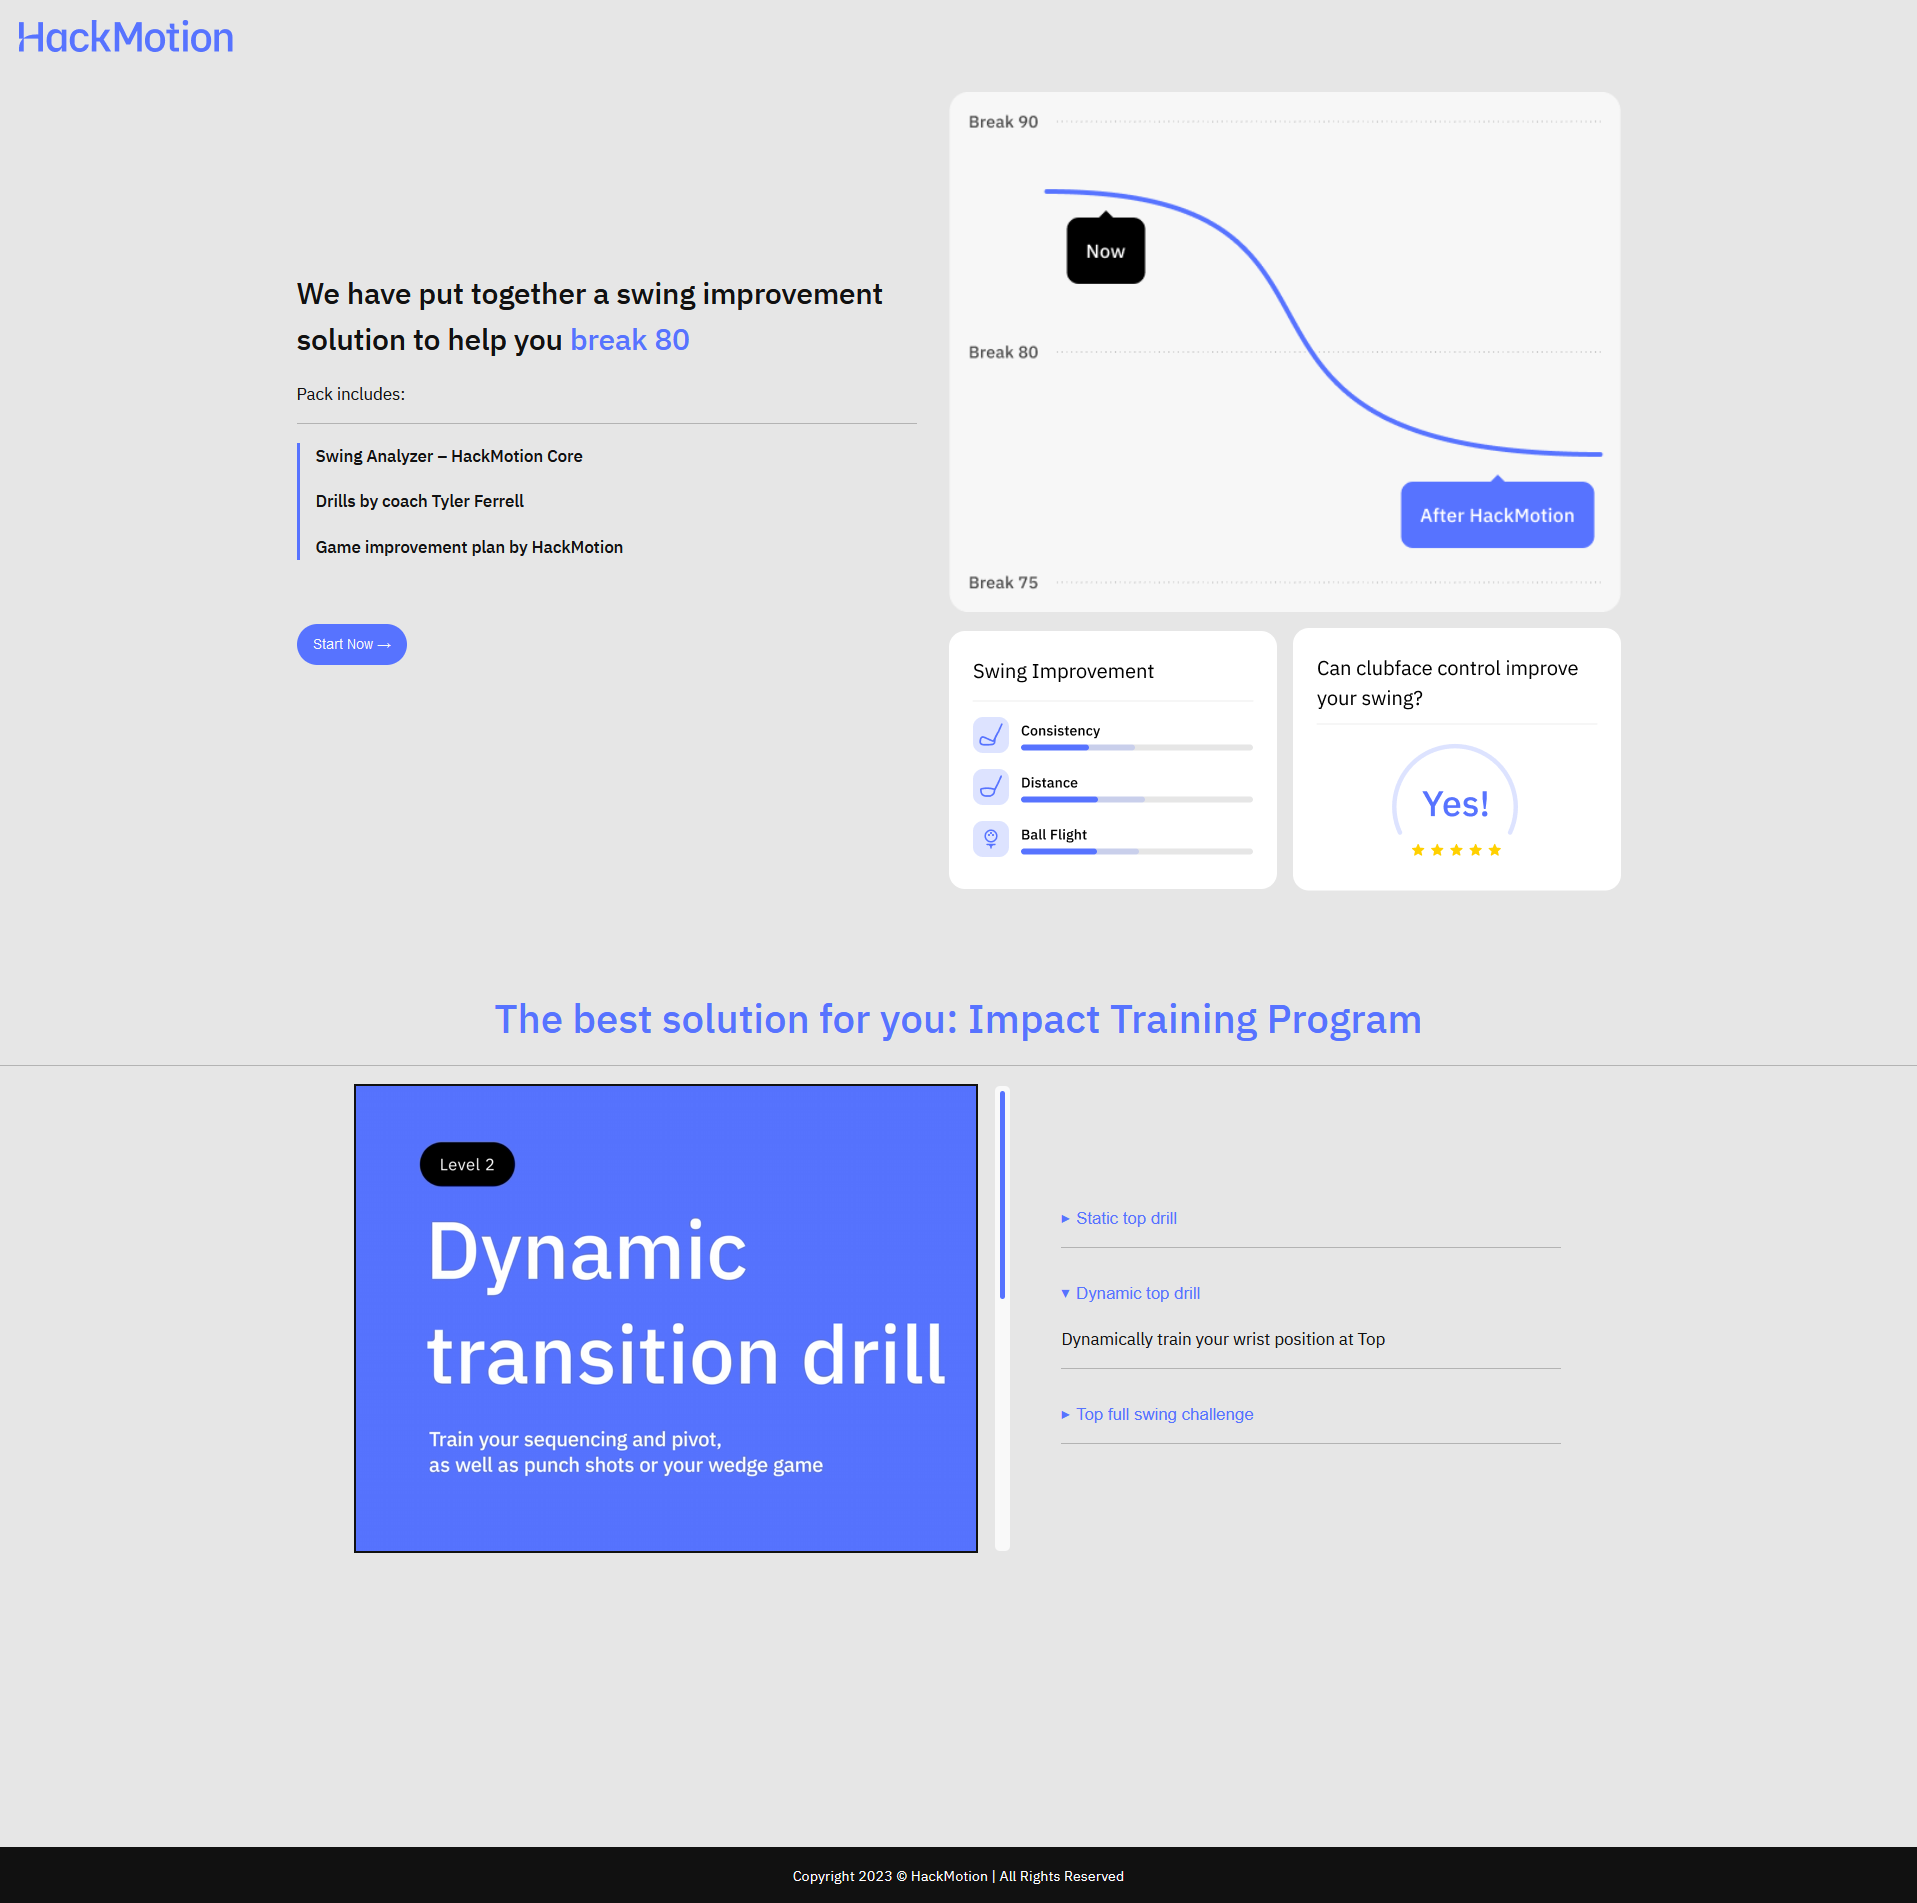 HackMotion
We have put together a swing improvement
solution to help you break 80
Pack includes:
Swing Analyzer – HackMotion Core
Drills by coach Tyler Ferrell
Game improvement plan by HackMotion
Start Now →
Break 90
Now
Break 80
After HackMotion
Break 75
Swing Improvement
Consistency
Distance
Ball Flight
Can clubface control improve
your swing?
Yes!
The best solution for you: Impact Training Program
Level 2
Dynamic
transition drill
Train your sequencing and pivot,
as well as punch shots or your wedge game
Static top drill
Dynamic top drill
Dynamically train your wrist position at Top
Top full swing challenge
Copyright 2023 © HackMotion | All Rights Reserved